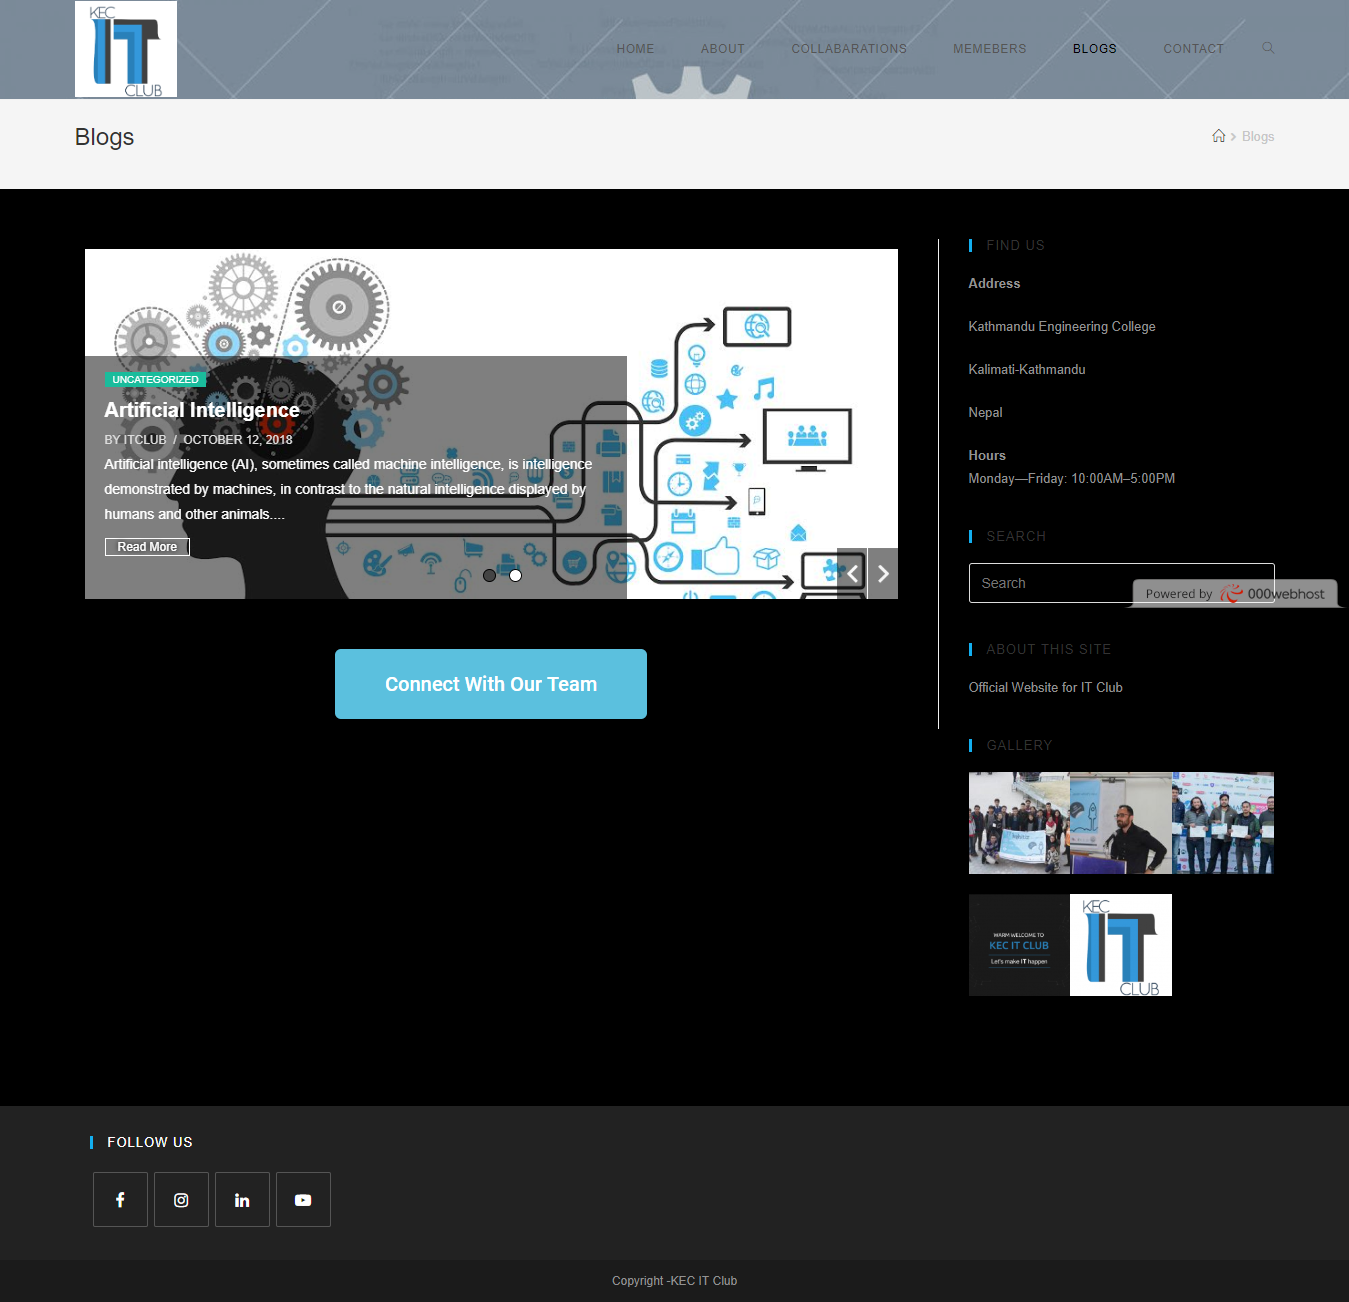 KEC
IT
CLUB
HOME
ABOUT
COLLABARATIONS
MEMEBERS
BLOGS
CONTACT
Blogs
Blogs
UNCATEGORIZED
Artificial Intelligence
BY ITCLUB / OCTOBER 12, 2018
Artificial intelligence (AI), sometimes called machine intelligence, is intelligence
demonstrated by machines, in contrast to the natural intelligence displayed by
humans and other animals....
Read More
Connect With Our Team
FIND US
Address
Kathmandu Engineering College
Kalimati-Kathmandu
Nepal
Hours
Monday—Friday: 10:00AM–5:00PM
SEARCH
Search
Powered by 000webhost
ABOUT THIS SITE
Official Website for IT Club
GALLERY
WARM WELCOME TO
KEC IT CLUB
Let's make IT happen
KEC
IT
CLUB
FOLLOW US
Copyright -KEC IT Club